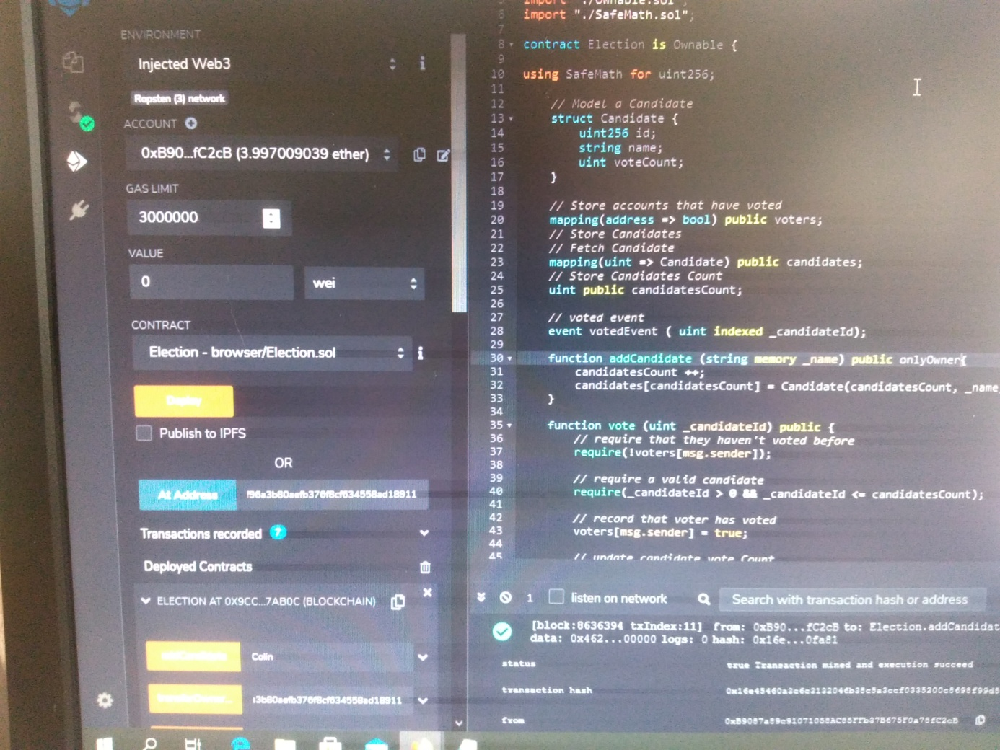 ENVIRONMENT
Injected Web3
Ropsten (3) network
ACCOUNT
0xB90...fC2cB (3.997009039 ether)
GAS LIMIT
3000000
VALUE
0
wei
CONTRACT
Election - browser/Election.sol
Deploy
Publish to IPFS
OR
At Address
Transactions recorded 7
Deployed Contracts
ELECTION AT 0X9CC...7AB0C (BLOCKCHAIN)
addCandidate Colin
transferOwner...
import "./Ownable.sol";
6 import "./SafeMath.sol";
7
8 contract Election is Ownable {
9
10 using SafeMath for uint256;
11
12 // Model a Candidate
13 struct Candidate {
14 uint256 id;
15 string name;
16 uint voteCount;
17 }
18
19 // Store accounts that have voted
20 mapping(address => bool) public voters;
21 // Store Candidates
22 // Fetch Candidate
23 mapping(uint => Candidate) public candidates;
24 // Store Candidates Count
25 uint public candidatesCount;
26
27 // voted event
28 event votedEvent ( uint indexed _candidateId);
29
30 function addCandidate (string memory _name) public onlyOwner{
31 candidatesCount ++;
32 candidates[candidatesCount] = Candidate(candidatesCount, _name
33 }
34
35 function vote (uint _candidateId) public {
36 // require that they haven't voted before
37 require(!voters[msg.sender]);
38
39 // require a valid candidate
40 require(_candidateId > 0 && _candidateId <= candidatesCount);
41
42 // record that voter has voted
43 voters[msg.sender] = true;
44
45 // update candidate vote Count
1 listen on network
Search with transaction hash or address
[block:8636394 txIndex:11] from: 0xB90...fC2cB to: Election.addCandidat
data: 0x462...00000 logs: 0 hash: 0x16e...0fa81
status true Transaction mined and execution succeed
transaction hash
from